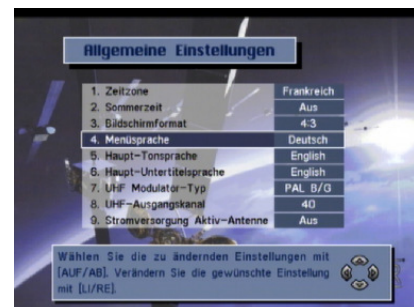 Allgemeine Einstellungen
1. Zeitzone Frankreich
2. Sommerzeit Aus
3. Bildschirmformat 4:3
4. Menüsprache Deutsch
5. Haupt-Tonsprache English
6. Haupt-Untertitelsprache English
7. UHF Modulator-Typ PAL B/G
8. UHF-Ausgangskanal 40
9. Stromversorgung Aktiv-Antenne Aus
Wählen Sie die zu ändernden Einstellungen mit
[AUF/AB]. Verändern Sie die gewünschte Einstellung
mit [LI/RE].